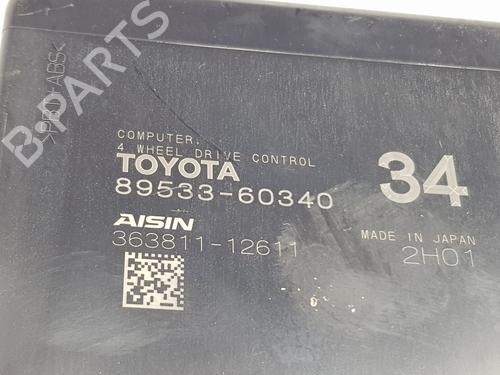 COMPUTER,
4 WHEEL DRIVE CONTROL
TOYOTA
89533-60340
34
AISIN
363811-12611
MADE IN JAPAN
2H01
B-PARTS